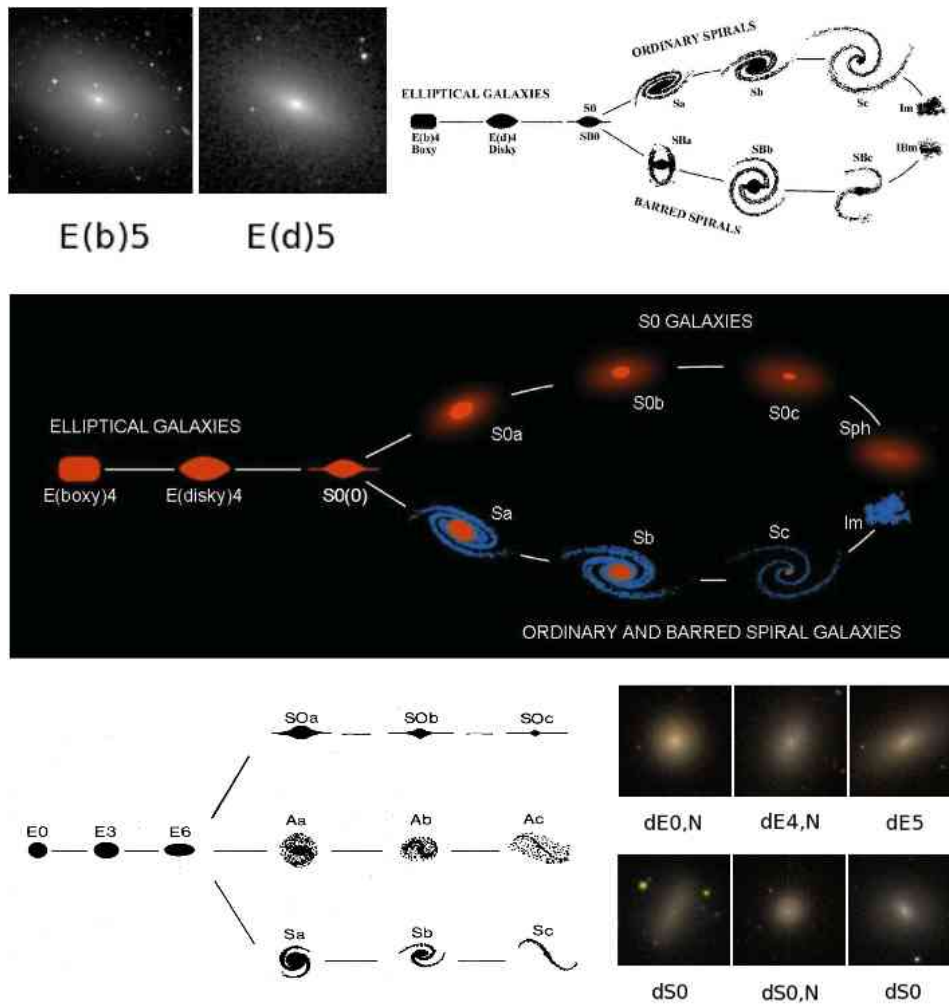 E(b)5
E(d)5
ORDINARY SPIRALS
ELLIPTICAL GALAXIES
E(b)4
Boxy
E(d)4
Disky
S0
SB0
Sa
Sb
Sc
Im
SBa
SBb
SBc
IBm
BARRED SPIRALS
S0 GALAXIES
ELLIPTICAL GALAXIES
S0a
S0b
S0c
Sph
E(boxy)4
E(disky)4
S0(0)
Sa
Sb
Sc
Im
ORDINARY AND BARRED SPIRAL GALAXIES
SOa
SOb
SOc
E0
E3
E6
Aa
Ab
Ac
Sa
Sb
Sc
dE0,N
dE4,N
dE5
dS0
dS0,N
dS0